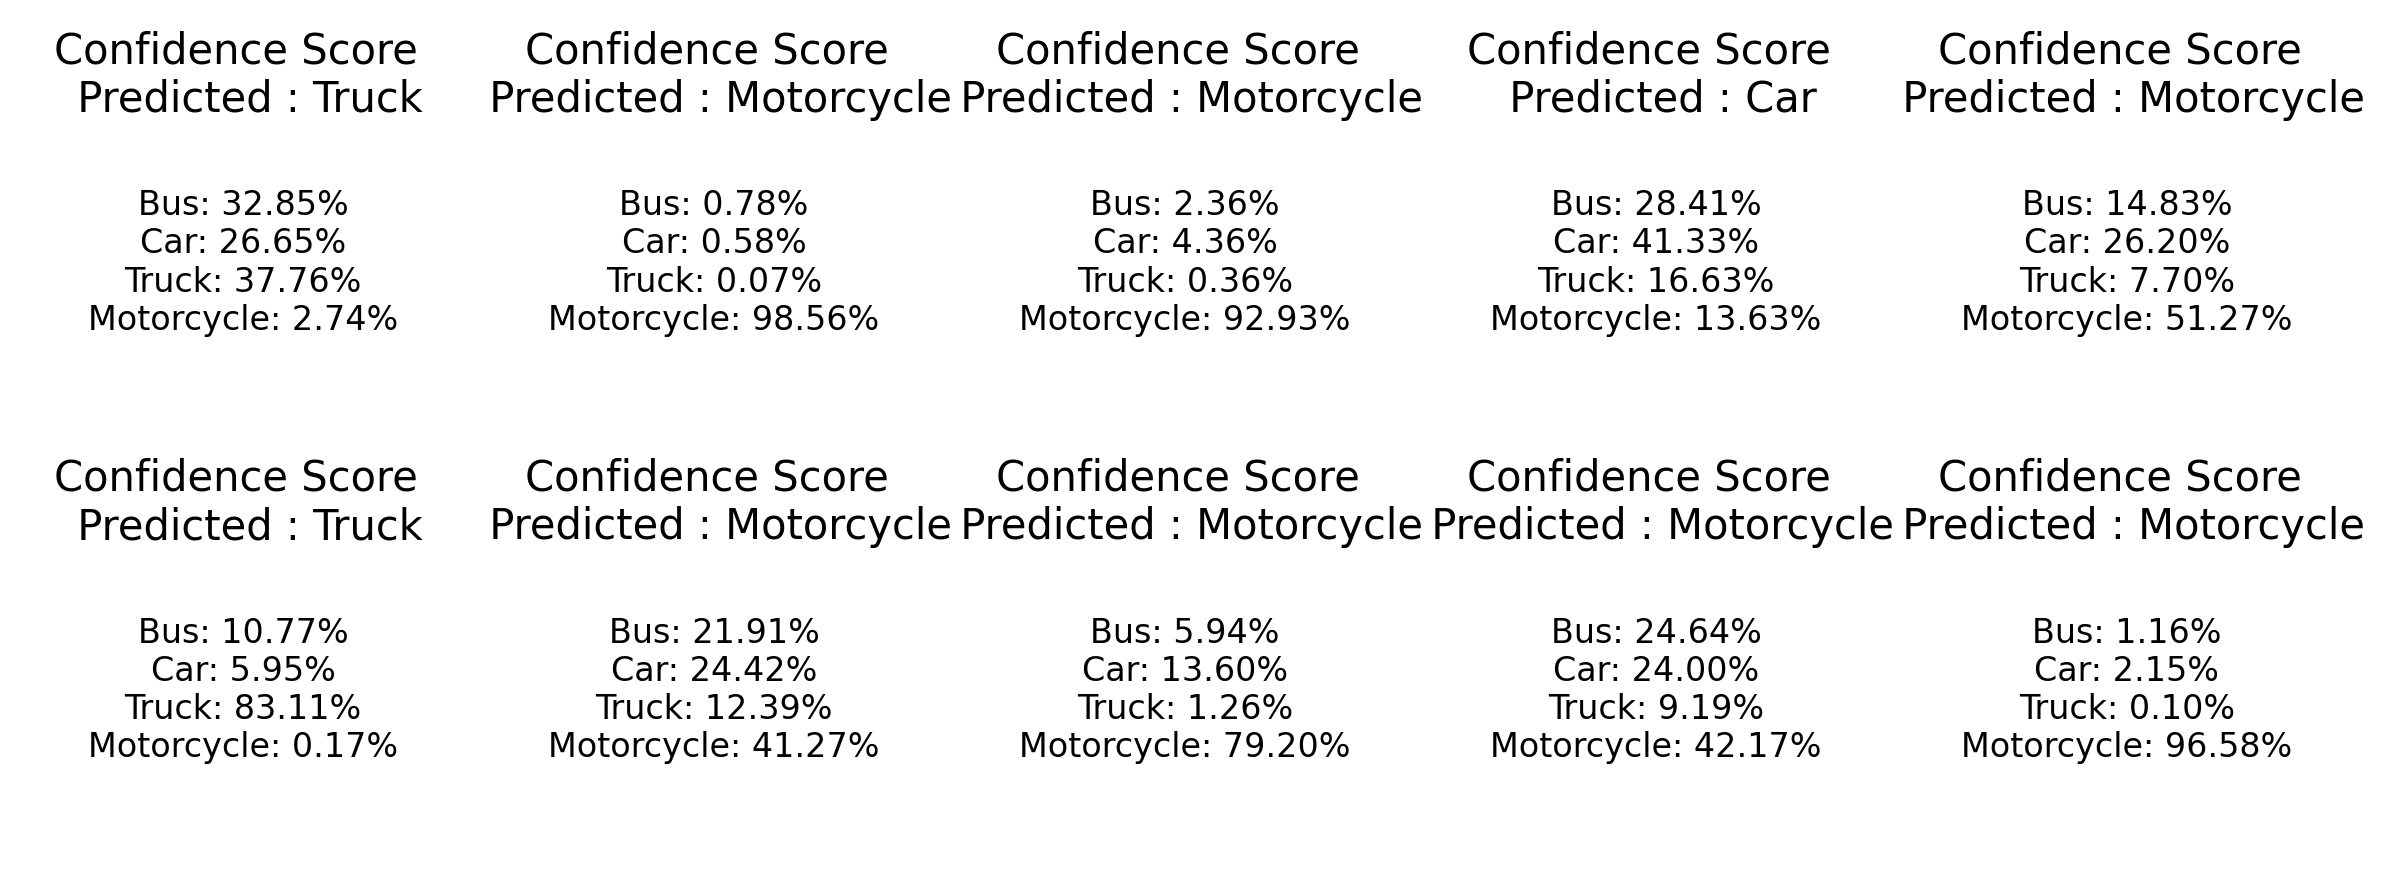 Confidence Score
Predicted : Truck
Bus: 32.85%
Car: 26.65%
Truck: 37.76%
Motorcycle: 2.74%
Confidence Score
Predicted : Motorcycle
Bus: 0.78%
Car: 0.58%
Truck: 0.07%
Motorcycle: 98.56%
Confidence Score
Predicted : Motorcycle
Bus: 2.36%
Car: 4.36%
Truck: 0.36%
Motorcycle: 92.93%
Confidence Score
Predicted : Car
Bus: 28.41%
Car: 41.33%
Truck: 16.63%
Motorcycle: 13.63%
Confidence Score
Predicted : Motorcycle
Bus: 14.83%
Car: 26.20%
Truck: 7.70%
Motorcycle: 51.27%
Confidence Score
Predicted : Truck
Bus: 10.77%
Car: 5.95%
Truck: 83.11%
Motorcycle: 0.17%
Confidence Score
Predicted : Motorcycle
Bus: 21.91%
Car: 24.42%
Truck: 12.39%
Motorcycle: 41.27%
Confidence Score
Predicted : Motorcycle
Bus: 5.94%
Car: 13.60%
Truck: 1.26%
Motorcycle: 79.20%
Confidence Score
Predicted : Motorcycle
Bus: 24.64%
Car: 24.00%
Truck: 9.19%
Motorcycle: 42.17%
Confidence Score
Predicted : Motorcycle
Bus: 1.16%
Car: 2.15%
Truck: 0.10%
Motorcycle: 96.58%